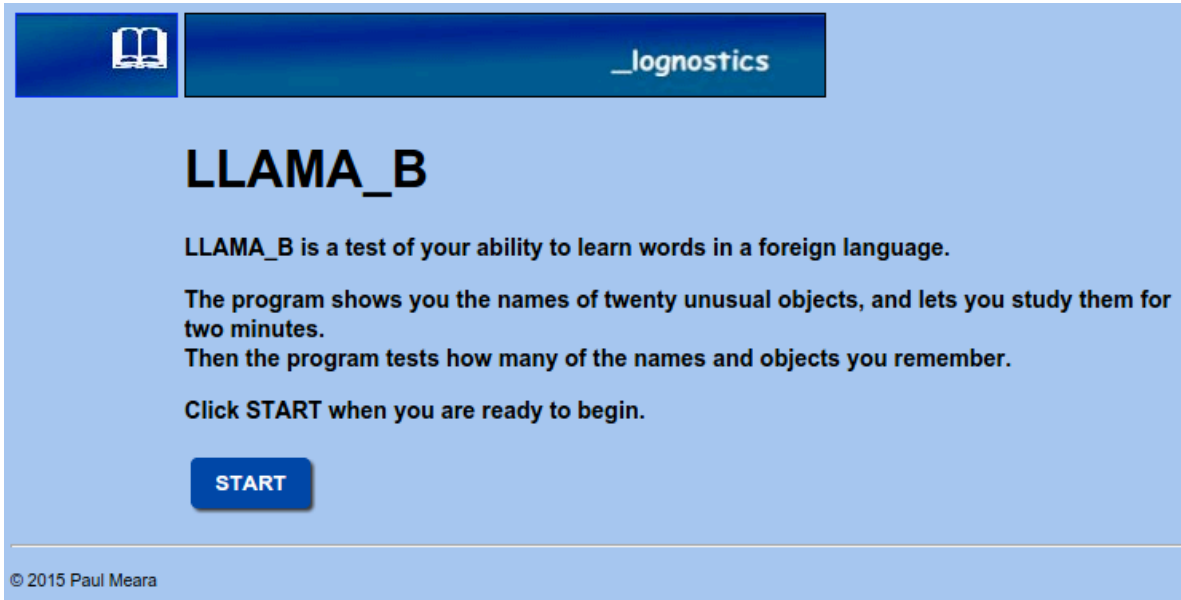 _lognostics
LLAMA_B
LLAMA_B is a test of your ability to learn words in a foreign language.
The program shows you the names of twenty unusual objects, and lets you study them for
two minutes.
Then the program tests how many of the names and objects you remember.
Click START when you are ready to begin.
START
© 2015 Paul Meara